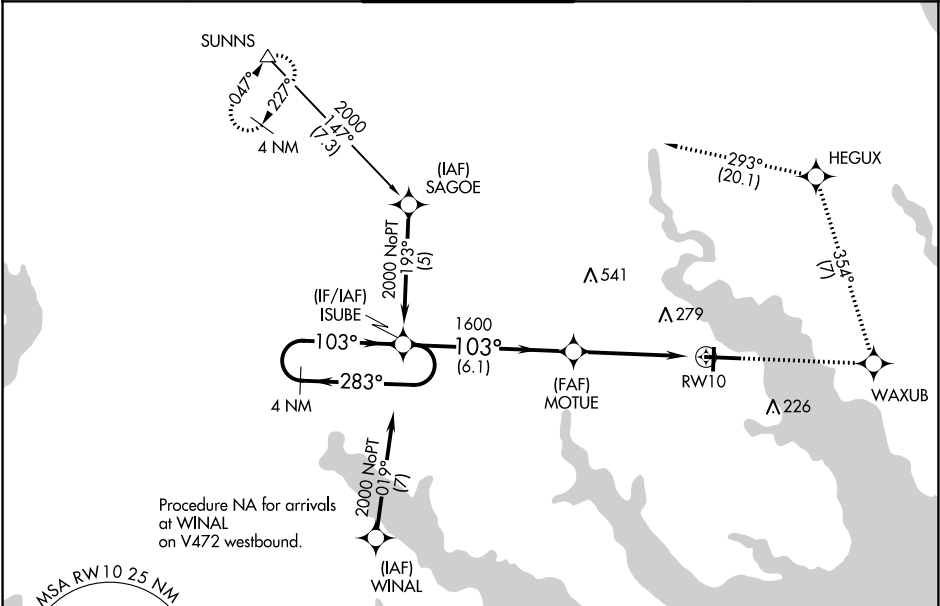 SUNNS
047°
227°
4 NM
2000
147°
(7.3)
(IAF)
SAGOE
2000 NoPT
193°
(5)
(IF/IAF)
ISUBE
103°
283°
4 NM
1600
103°
(6.1)
(FAF)
MOTUE
541
279
RW10
226
293°
(20.1)
HEGUX
354°
(7)
WAXUB
2000 NoPT
019°
(7)
(IAF)
WINAL
Procedure NA for arrivals
at WINAL
on V472 westbound.
MSA RW10 25 NM